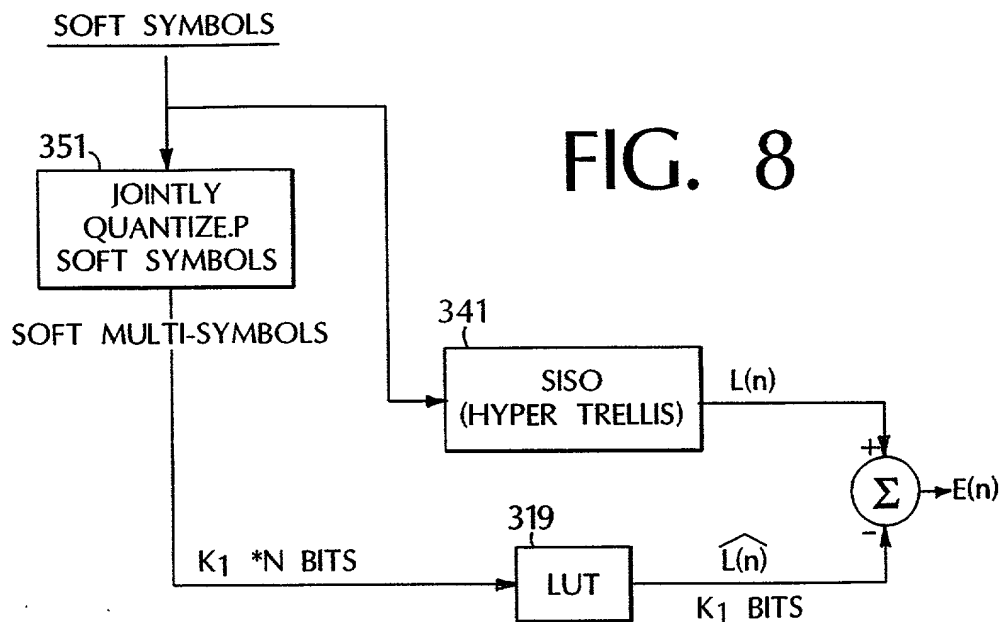 SOFT SYMBOLS
FIG. 8
351
JOINTLY
QUANTIZE.P
SOFT SYMBOLS
SOFT MULTI-SYMBOLS
341
SISO
(HYPER TRELLIS)
L(n)
+
Σ
E(n)
-
319
K1 *N BITS
LUT
L̂(n)
K1 BITS